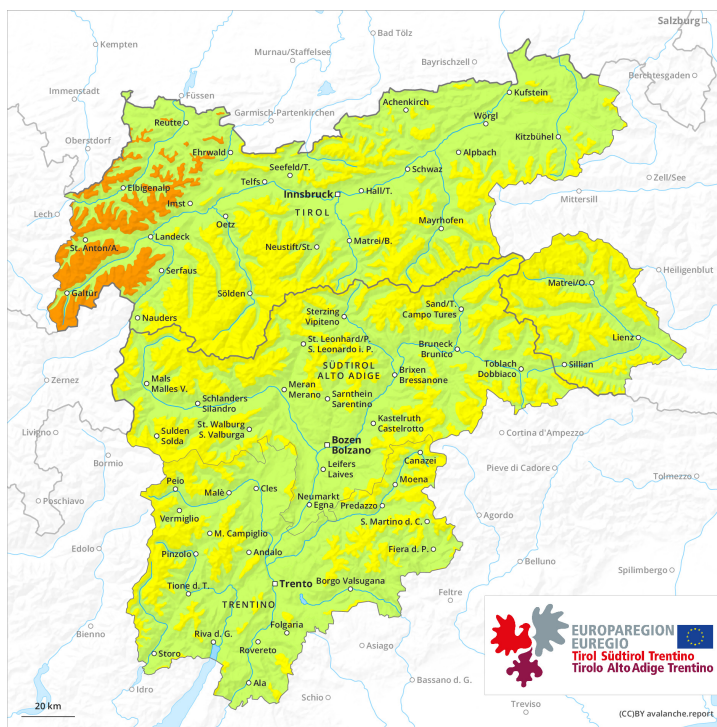 Salzburg
Kempten
Bad Tölz
Murnau/Staffelsee
Bayrischzell
Berchtesgaden
Immenstadt
Füssen
Garmisch-Partenkirchen
Achenkirch
Kufstein
Reutte
Wörgl
Oberstdorf
Ehrwald
Kitzbühel
Seefeld/T.
Alpbach
Telfs
Schwaz
Zell/See
Elbigenalp
Innsbruck
Hall/T.
Mittersill
Lech
Imst
TIROL
Oetz
Mayrhofen
St. Anton/A.
Landeck
Neustift/St.
Matrei/B.
Serfaus
Heiligenblut
Galtür
Sölden
Matrei/O.
Nauders
Sterzing
Vipiteno
Sand/T.
Campo Tures
Lienz
St. Leonhard/P.
S. Leonardo i. P.
Bruneck
Brunico
Toblach
Dobbiaco
Sillian
SÜDTIROL
ALTO ADIGE
Brixen
Bressanone
Zernez
Mals
Malles V.
Meran
Merano
Schlanders
Silandro
Sarnthein
Sarentino
St. Walburg
S. Valburga
Kastelruth
Castelrotto
Livigno
Sulden
Solda
Bozen
Bolzano
Cortina d'Ampezzo
Bormio
Canazei
Leifers
Laives
Pieve di Cadore
Tolmezzo
Peio
Moena
Poschiavo
Malè
Cles
Neumarkt
Egna
Predazzo
Agordo
Vermiglio
S. Martino d. C.
M. Campiglio
Edolo
Pinzolo
Andalo
Fiera d. P.
Belluno
Spilimbergo
Tione d. T.
Trento
Borgo Valsugana
Feltre
TRENTINO
Folgaria
Bienno
Riva d. G.
Rovereto
Asiago
Storo
Bassano d. G.
Idro
Ala
Schio
Treviso
EUROPAREGION
EUREGIO
Tirol Südtirol Trentino
Tirolo Alto Adige Trentino
20 km
(CC)BY avalanche.report